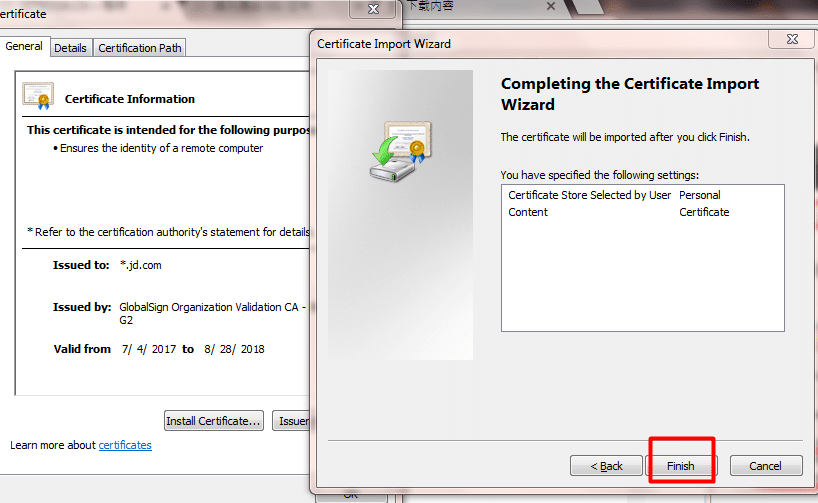 ertificate
下载内容
General
Details
Certification Path
Certificate Information
This certificate is intended for the following purpos
• Ensures the identity of a remote computer
* Refer to the certification authority's statement for details
Issued to: *.jd.com
Issued by: GlobalSign Organization Validation CA -
G2
Valid from 7/ 4/ 2017 to 8/ 28/ 2018
Install Certificate...
Issuer
Learn more about certificates
OK
Certificate Import Wizard
Completing the Certificate Import
Wizard
The certificate will be imported after you click Finish.
You have specified the following settings:
Certificate Store Selected by User Personal
Content Certificate
< Back
Finish
Cancel